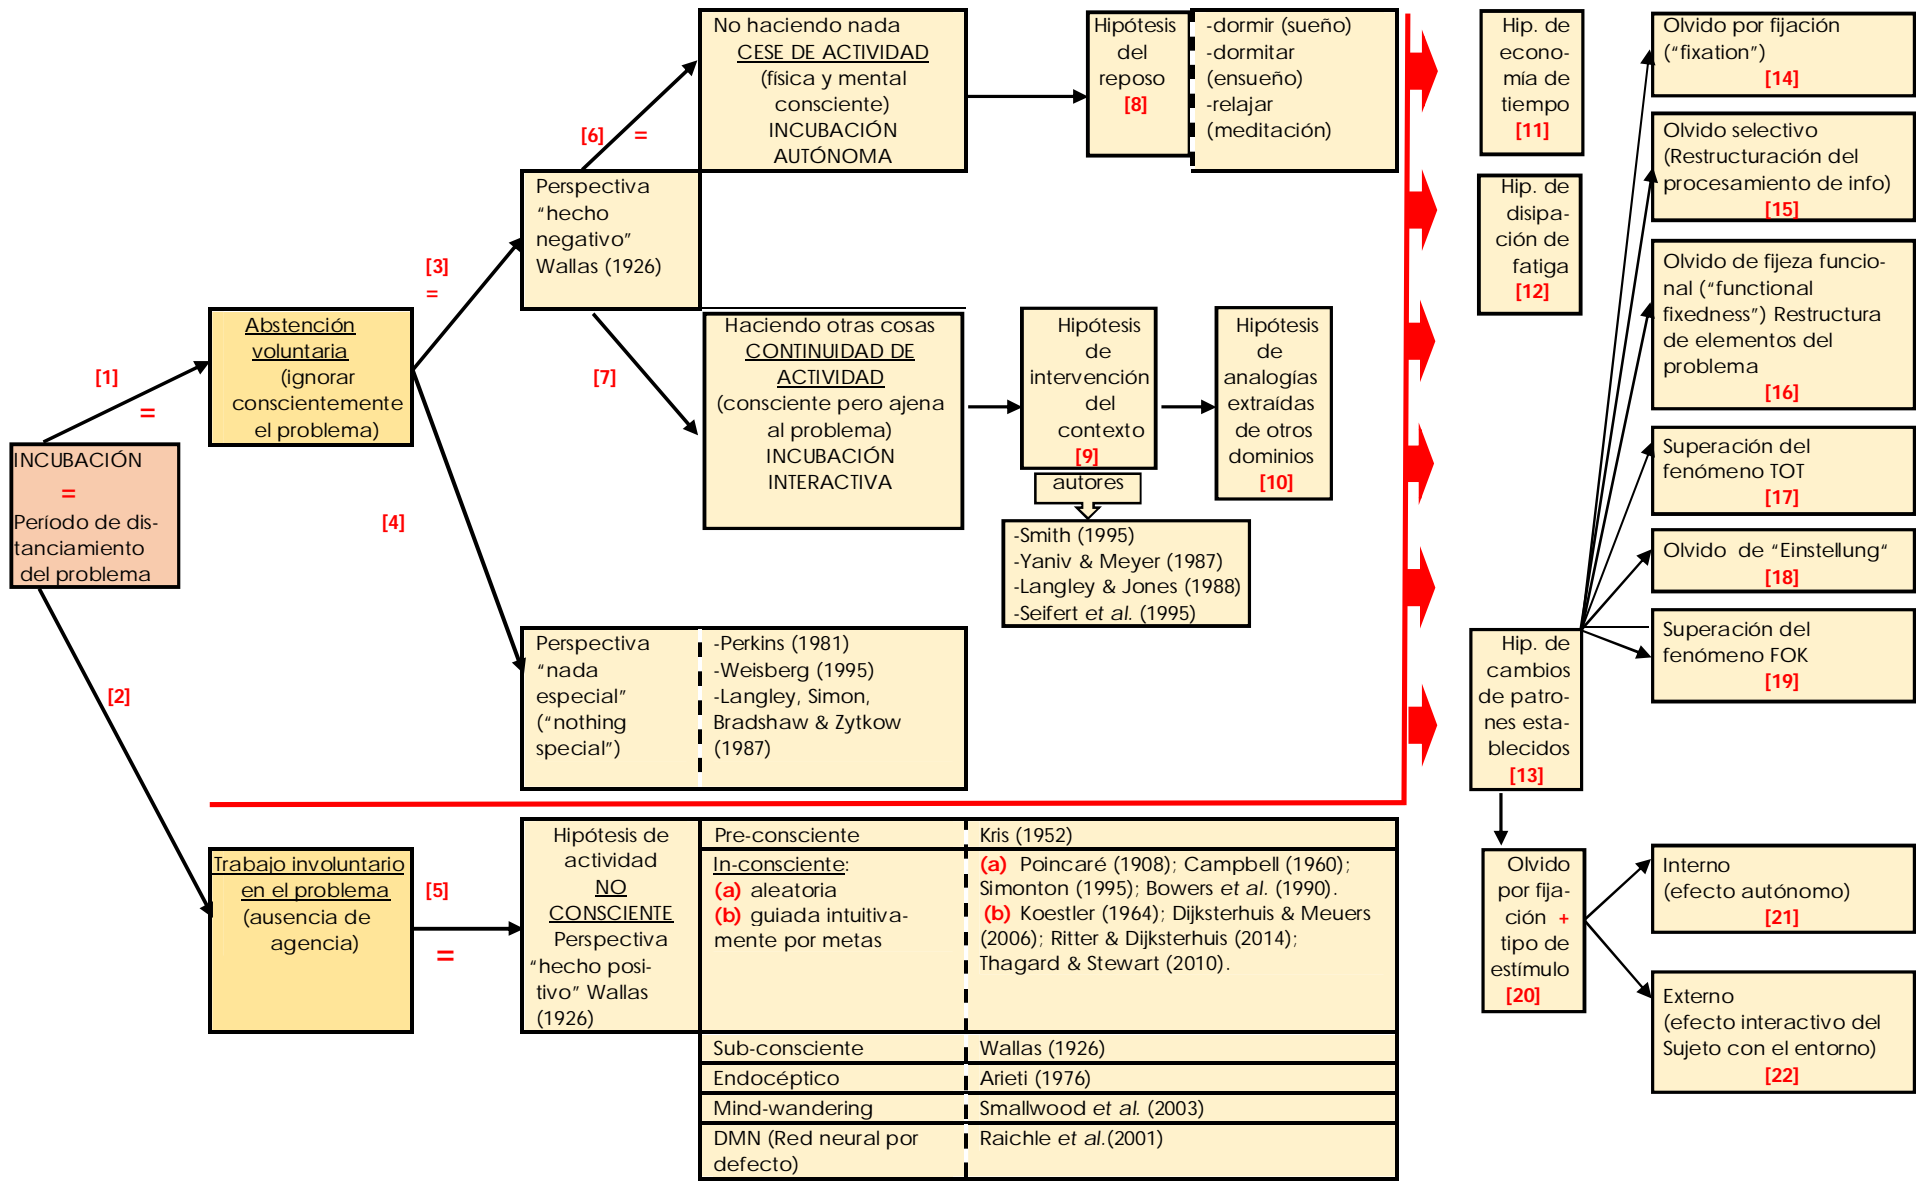 INCUBACIÓN
=
Período de dis-
tanciamiento
del problema
[1]
=
[2]
Abstención
voluntaria
(ignorar
conscientemente
el problema)
[3]
=
[4]
Trabajo involuntario
en el problema
(ausencia de
agencia)
[5]
=
Perspectiva
“hecho
negativo”
Wallas (1926)
[6] =
[7]
No haciendo nada
CESE DE ACTIVIDAD
(física y mental
consciente)
INCUBACIÓN
AUTÓNOMA
Hipótesis
del
reposo
[8]
-dormir (sueño)
-dormitar
(ensueño)
-relajar
(meditación)
Haciendo otras cosas
CONTINUIDAD DE
ACTIVIDAD
(consciente pero ajena
al problema)
INCUBACIÓN
INTERACTIVA
Hipótesis
de
intervención
del
contexto
[9]
autores
-Smith (1995)
-Yaniv & Meyer (1987)
-Langley & Jones (1988)
-Seifert et al. (1995)
Hipótesis
de
analogías
extraídas
de otros
dominios
[10]
Perspectiva
“nada
especial”
(“nothing
special”)
-Perkins (1981)
-Weisberg (1995)
-Langley, Simon,
Bradshaw & Zytkow
(1987)
Hipótesis de
actividad
NO
CONSCIENTE
Perspectiva
“hecho posi-
tivo” Wallas
(1926)
Pre-consciente
Kris (1952)
In-consciente:
(a) aleatoria
(b) guiada intuitiva-
mente por metas
(a) Poincaré (1908); Campbell (1960);
Simonton (1995); Bowers et al. (1990).
(b) Koestler (1964); Dijksterhuis & Meuers
(2006); Ritter & Dijksterhuis (2014);
Thagard & Stewart (2010).
Sub-consciente
Wallas (1926)
Endocéptico
Arieti (1976)
Mind-wandering
Smallwood et al. (2003)
DMN (Red neural por
defecto)
Raichle et al.(2001)
Hip. de
econo-
mía de
tiempo
[11]
Hip. de
disipa-
ción de
fatiga
[12]
Hip. de
cambios
de patro-
nes esta-
blecidos
[13]
Olvido por fijación
(“fixation”)
[14]
Olvido selectivo
(Restructuración del
procesamiento de info)
[15]
Olvido de fijeza funcio-
nal (“functional
fixedness”) Restructura
de elementos del
problema
[16]
Superación del
fenómeno TOT
[17]
Olvido de “Einstellung“
[18]
Superación del
fenómeno FOK
[19]
Olvido
por fija-
ción +
tipo de
estímulo
[20]
Interno
(efecto autónomo)
[21]
Externo
(efecto interactivo del
Sujeto con el entorno)
[22]